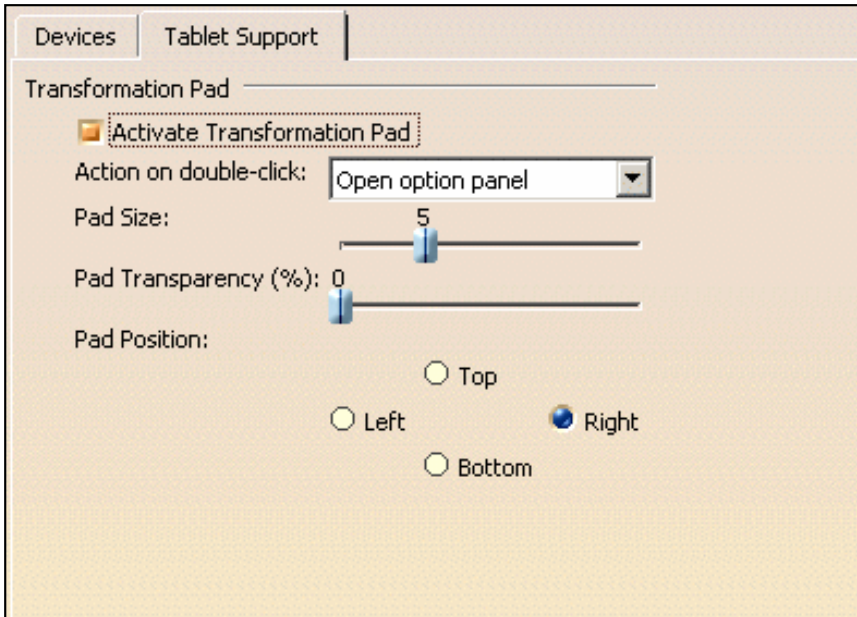 Devices
Tablet Support
Transformation Pad
Activate Transformation Pad
Action on double-click:
Open option panel
Pad Size:
5
Pad Transparency (%):
0
Pad Position:
Top
Left
Right
Bottom